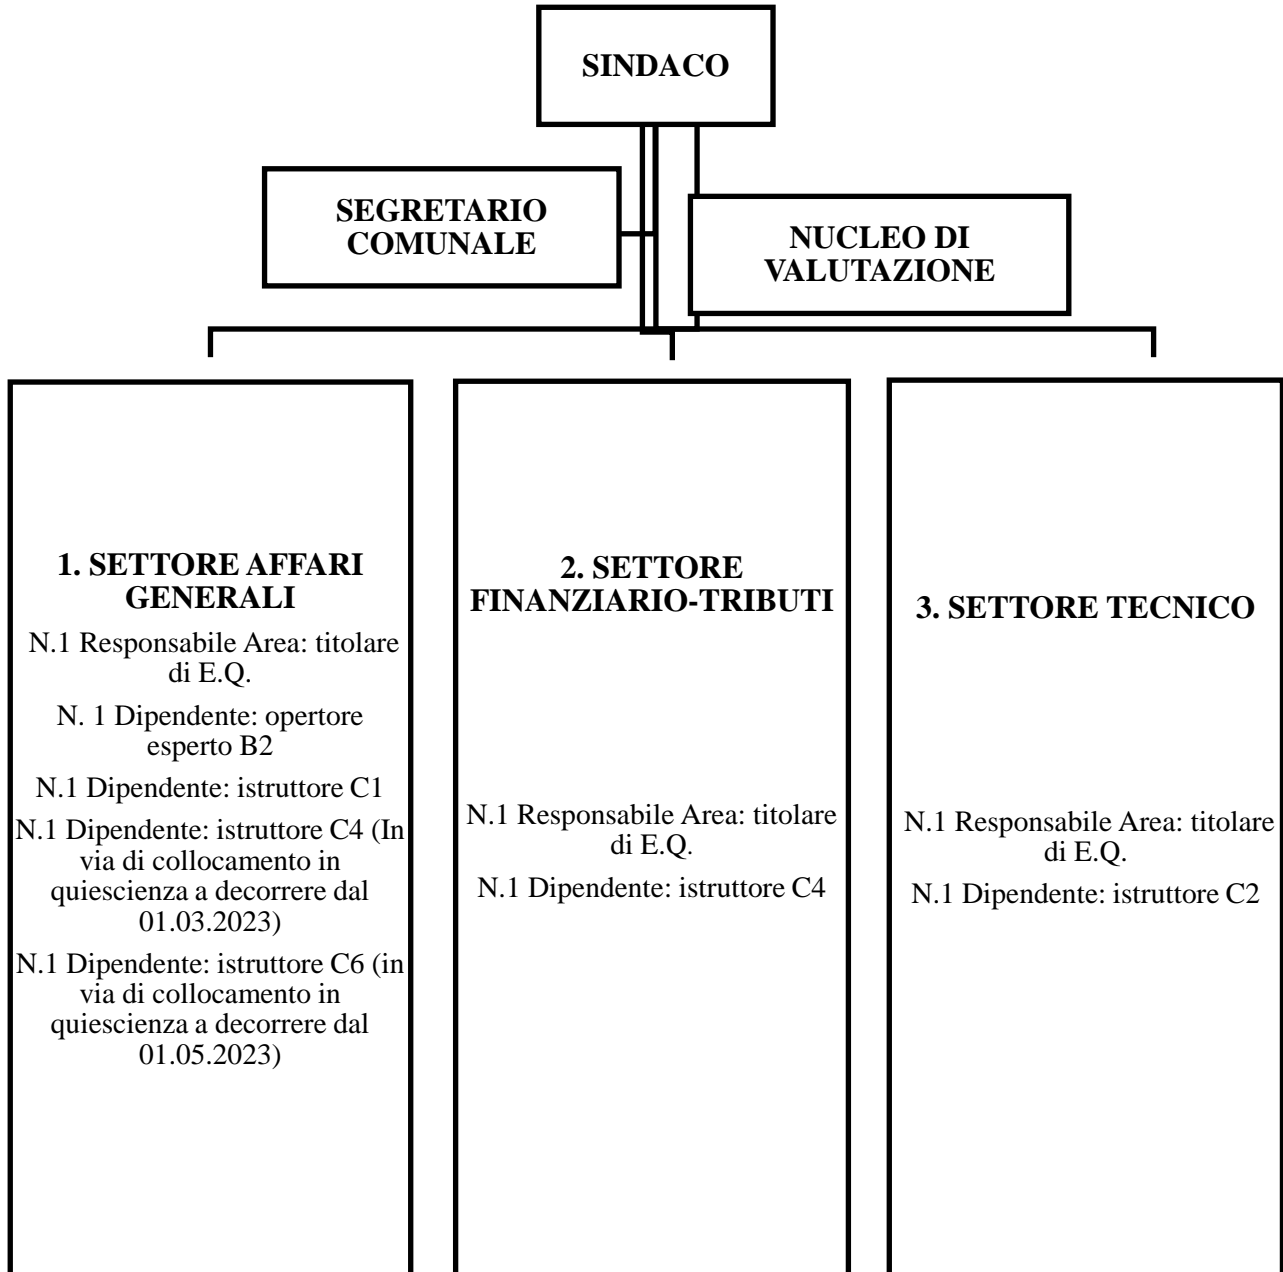 SINDACO
SEGRETARIO
COMUNALE
NUCLEO DI
VALUTAZIONE
1. SETTORE AFFARI
GENERALI
N.1 Responsabile Area: titolare
di E.Q.
N. 1 Dipendente: opertore
esperto B2
N.1 Dipendente: istruttore C1
N.1 Dipendente: istruttore C4 (In
via di collocamento in
quiescienza a decorrere dal
01.03.2023)
N.1 Dipendente: istruttore C6 (in
via di collocamento in
quiescienza a decorrere dal
01.05.2023)
2. SETTORE
FINANZIARIO-TRIBUTI
N.1 Responsabile Area: titolare
di E.Q.
N.1 Dipendente: istruttore C4
3. SETTORE TECNICO
N.1 Responsabile Area: titolare
di E.Q.
N.1 Dipendente: istruttore C2